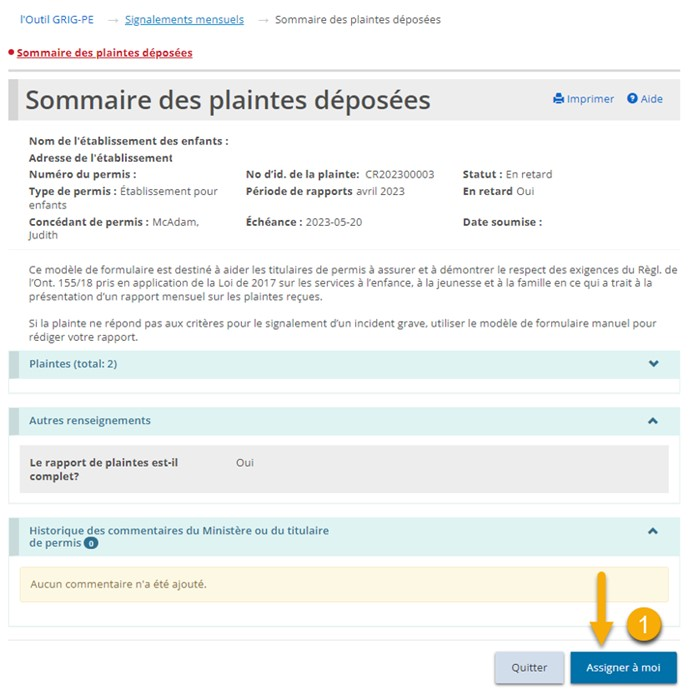 l'Outil GRIG-PE → Signalements mensuels → Sommaire des plaintes déposées
Sommaire des plaintes déposées
Sommaire des plaintes déposées
Imprimer Aide
Nom de l'établissement des enfants :
Adresse de l'établissement
Numéro du permis : No d'id. de la plainte: CR202300003 Statut : En retard
Type de permis : Établissement pour enfants Période de rapports avril 2023 En retard Oui
Concédant de permis : McAdam, Judith Échéance : 2023-05-20 Date soumise :
Ce modèle de formulaire est destiné à aider les titulaires de permis à assurer et à démontrer le respect des exigences du Règl. de
l'Ont. 155/18 pris en application de la Loi de 2017 sur les services à l'enfance, à la jeunesse et à la famille en ce qui a trait à la
présentation d'un rapport mensuel sur les plaintes reçues.
Si la plainte ne répond pas aux critères pour le signalement d'un incident grave, utiliser le modèle de formulaire manuel pour
rédiger votre rapport.
Plaintes (total: 2)
Autres renseignements
Le rapport de plaintes est-il complet? Oui
Historique des commentaires du Ministère ou du titulaire
de permis 0
Aucun commentaire n'a été ajouté.
1
Quitter Assigner à moi